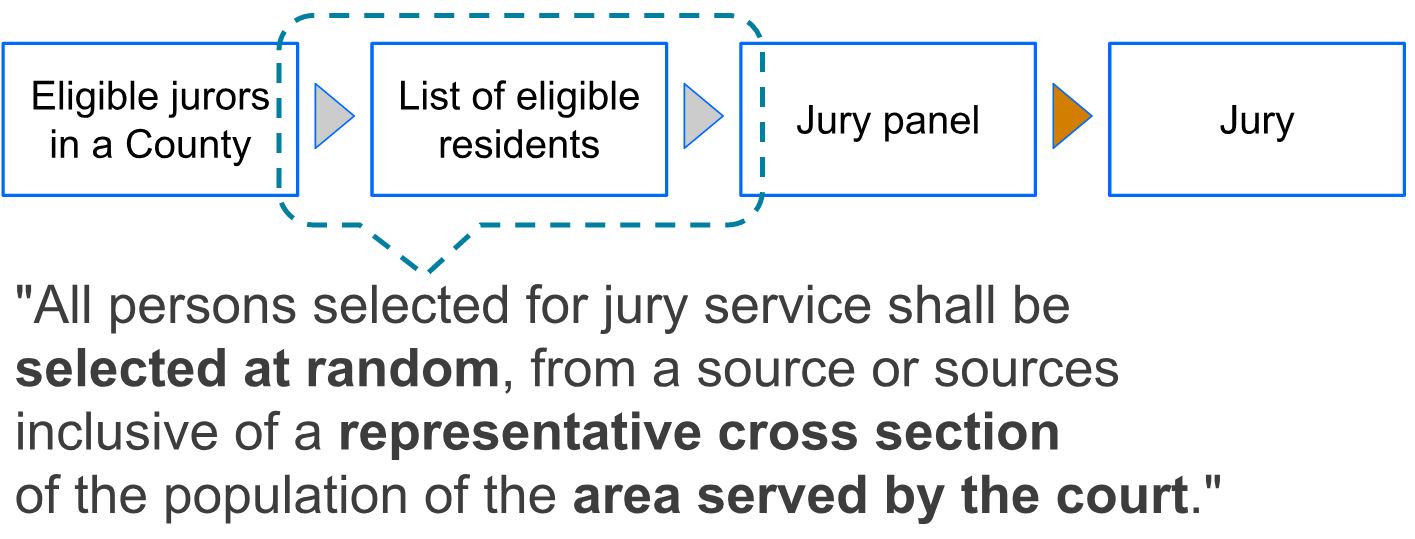 Eligible jurors
in a County
List of eligible
residents
Jury panel
Jury
"All persons selected for jury service shall be
selected at random, from a source or sources
inclusive of a representative cross section
of the population of the area served by the court."